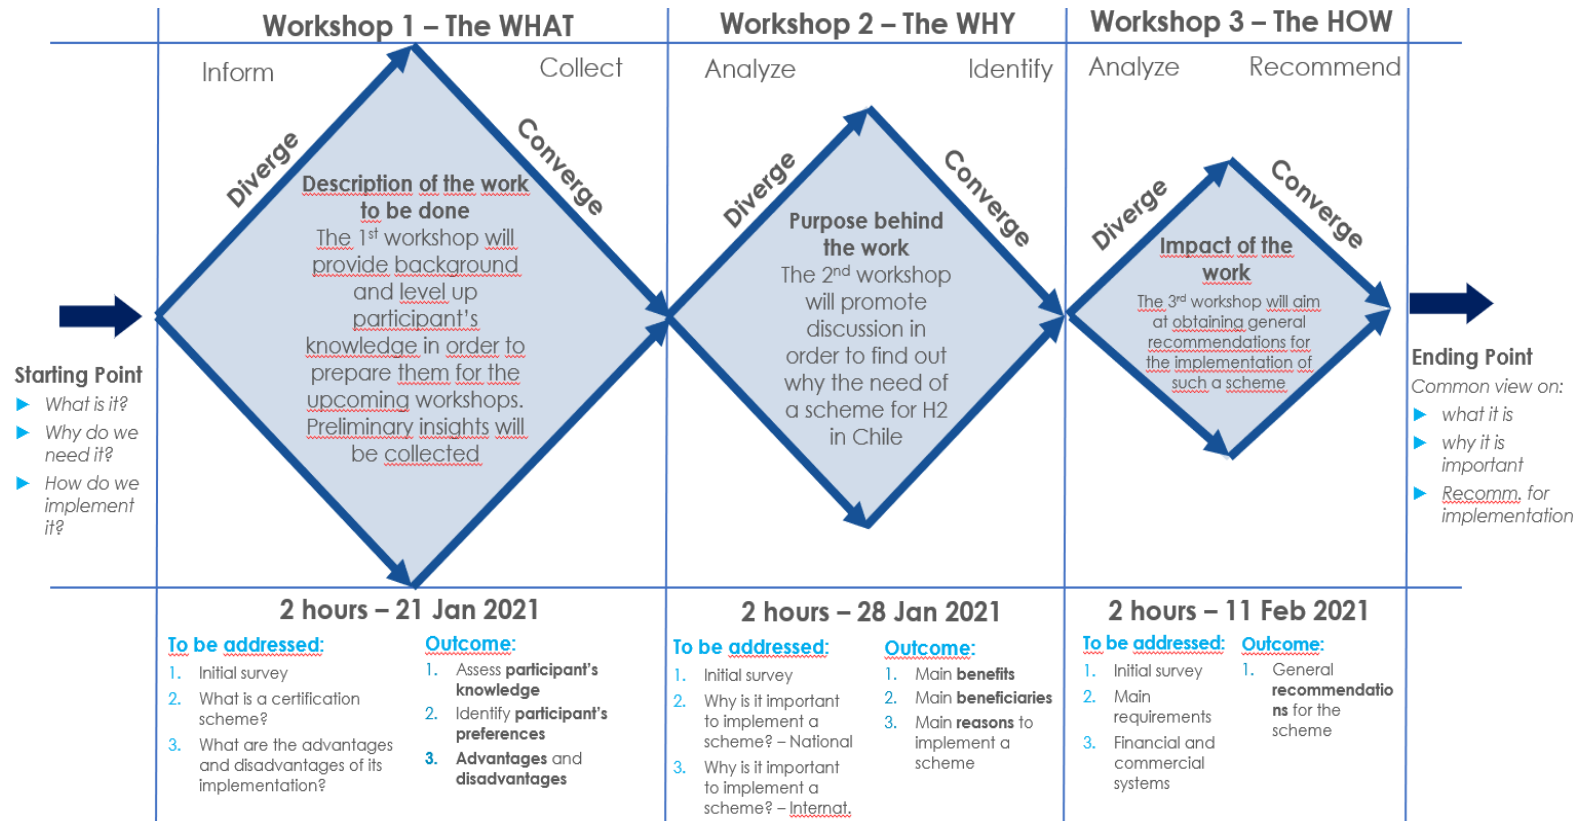 Workshop 1 – The WHAT
Workshop 2 – The WHY
Workshop 3 – The HOW
Inform
Collect
Analyze
Identify
Analyze
Recommend
Starting Point
What is it?
Why do we
need it?
How do we
implement
it?
Diverge
Converge
Description of the work
to be done
The 1st workshop will
provide background
and level up
participant's
knowledge in order to
prepare them for the
upcoming workshops.
Preliminary insights will
be collected
Diverge
Converge
Purpose behind
the work
The 2nd workshop
will promote
discussion in
order to find out
why the need of
a scheme for H2
in Chile
Diverge
Converge
Impact of the
work
The 3rd workshop will aim
at obtaining general
recommendations for
the implementation of
such a scheme
Ending Point
Common view on:
what it is
why it is
important
Recomm. for
implementation
2 hours – 21 Jan 2021
To be addressed:
1. Initial survey
2. What is a certification
scheme?
3. What are the advantages
and disadvantages of its
implementation?
Outcome:
1. Assess participant's
knowledge
2. Identify participant's
preferences
3. Advantages and
disadvantages
2 hours – 28 Jan 2021
To be addressed:
1. Initial survey
2. Why is it important
to implement a
scheme? – National
3. Why is it important
to implement a
scheme? – Internat.
Outcome:
1. Main benefits
2. Main beneficiaries
3. Main reasons to
implement a
scheme
2 hours – 11 Feb 2021
To be addressed:
1. Initial survey
2. Main
requirements
3. Financial and
commercial
systems
Outcome:
1. General
recommendatio
ns for the
scheme